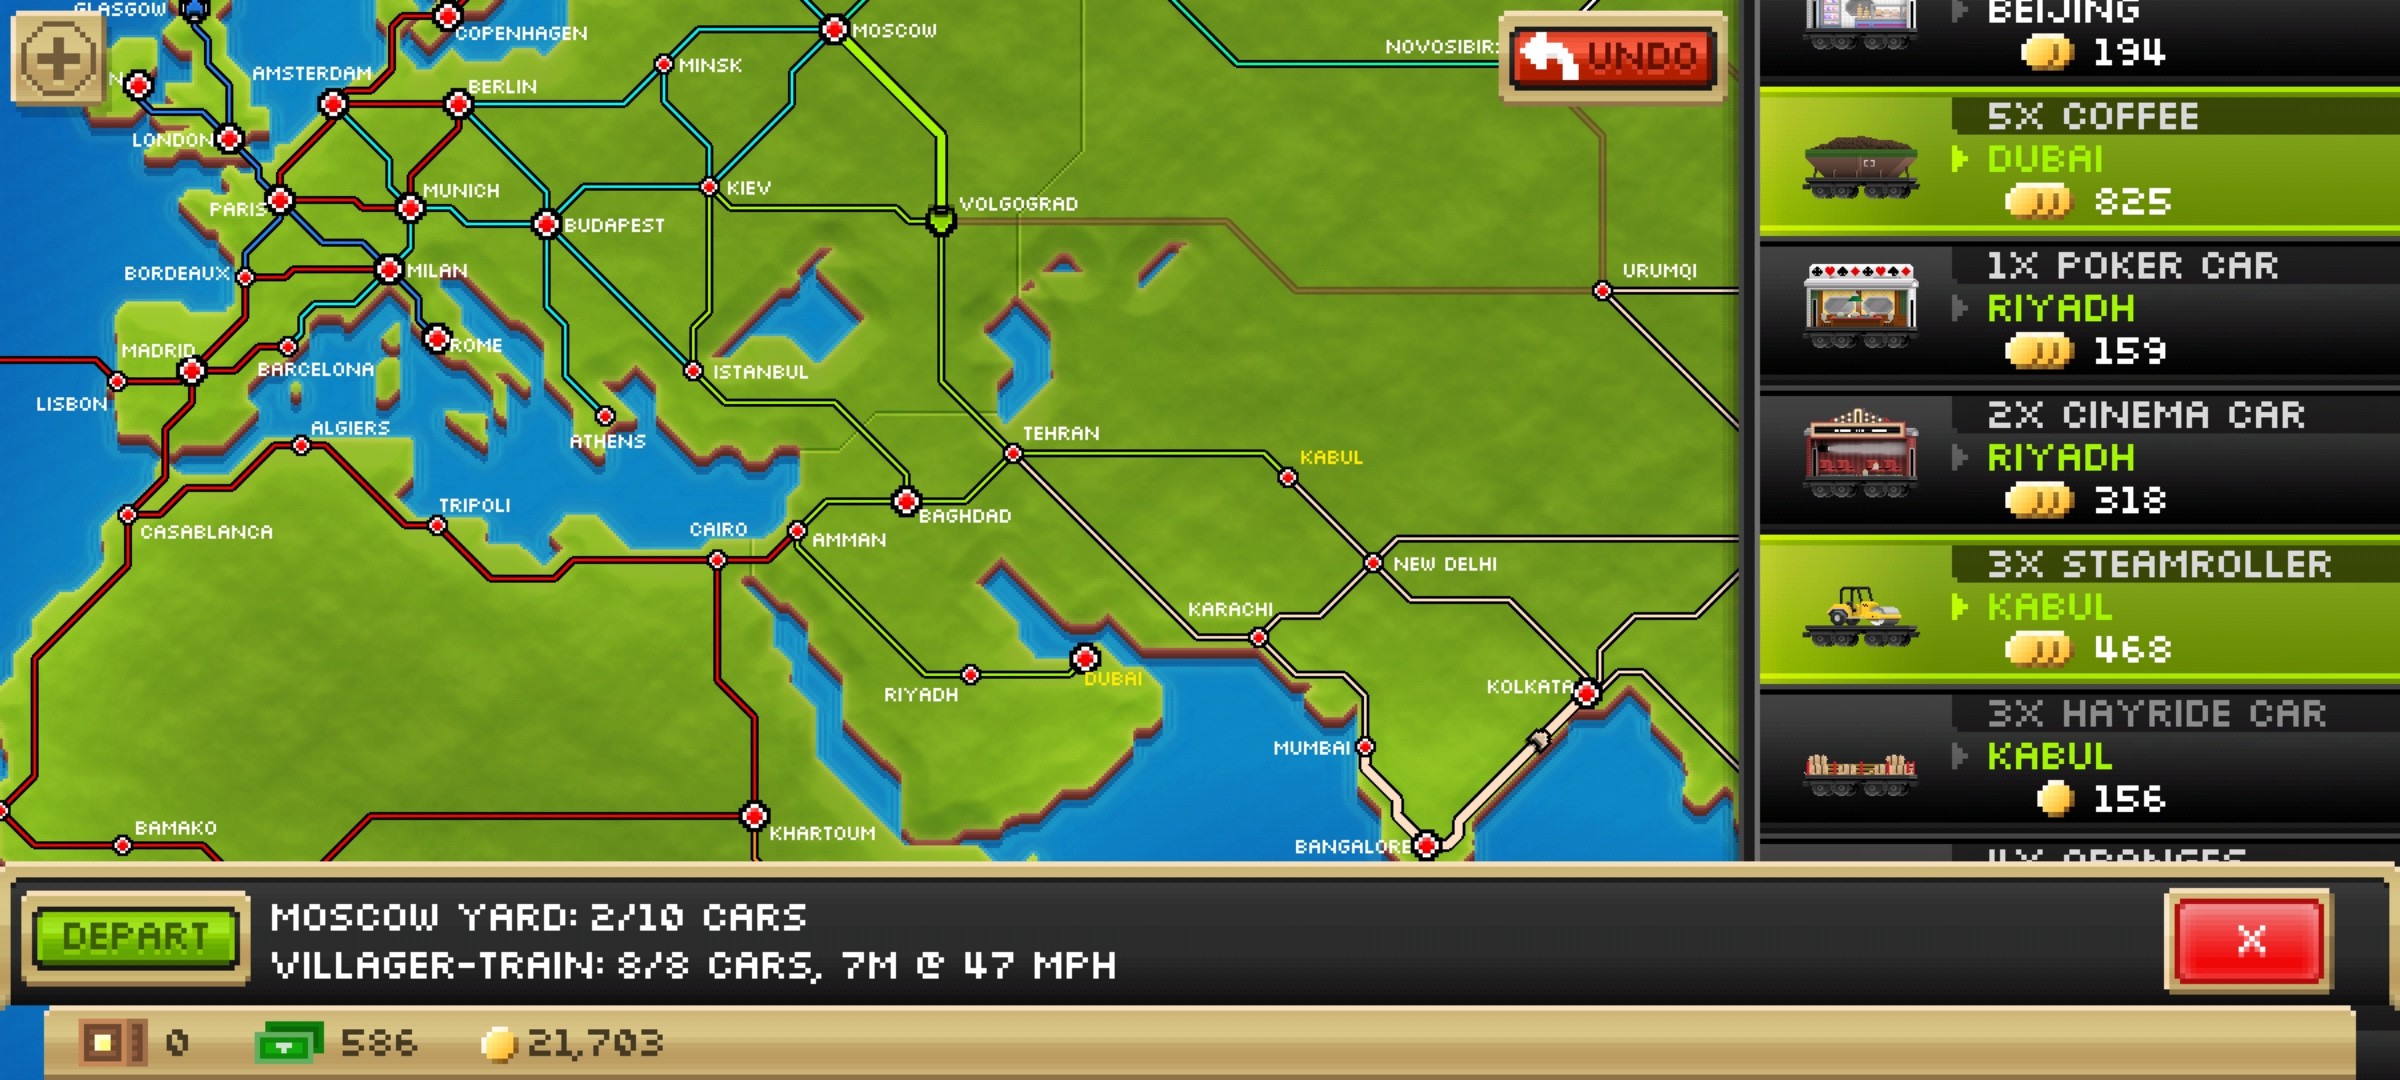 GLASGOW
COPENHAGEN
MOSCOW
NOVOSIBIR
UNDO
MINSK
AMSTERDAM
BERLIN
LONDON
MUNICH
KIEV
PARIS
BUDAPEST
VOLGOGRAD
BORDEAUX
MILAN
URUMQI
MADRID
ROME
BARCELONA
ISTANBUL
LISBON
ATHENS
ALGIERS
TEHRAN
KABUL
TRIPOLI
CASABLANCA
CAIRO
BAGHDAD
AMMAN
NEW DELHI
KARACHI
RIYADH
DUBAI
KOLKATA
MUMBAI
BAMAKO
KHARTOUM
BANGALORE
BEIJING
194
5X COFFEE
DUBAI
825
1X POKER CAR
RIYADH
159
2X CINEMA CAR
RIYADH
318
3X STEAMROLLER
KABUL
468
3X HAYRIDE CAR
KABUL
156
DEPART
MOSCOW YARD: 2/10 CARS
VILLAGER-TRAIN: 8/8 CARS, 7M @ 47 MPH
X
0
586
21,703